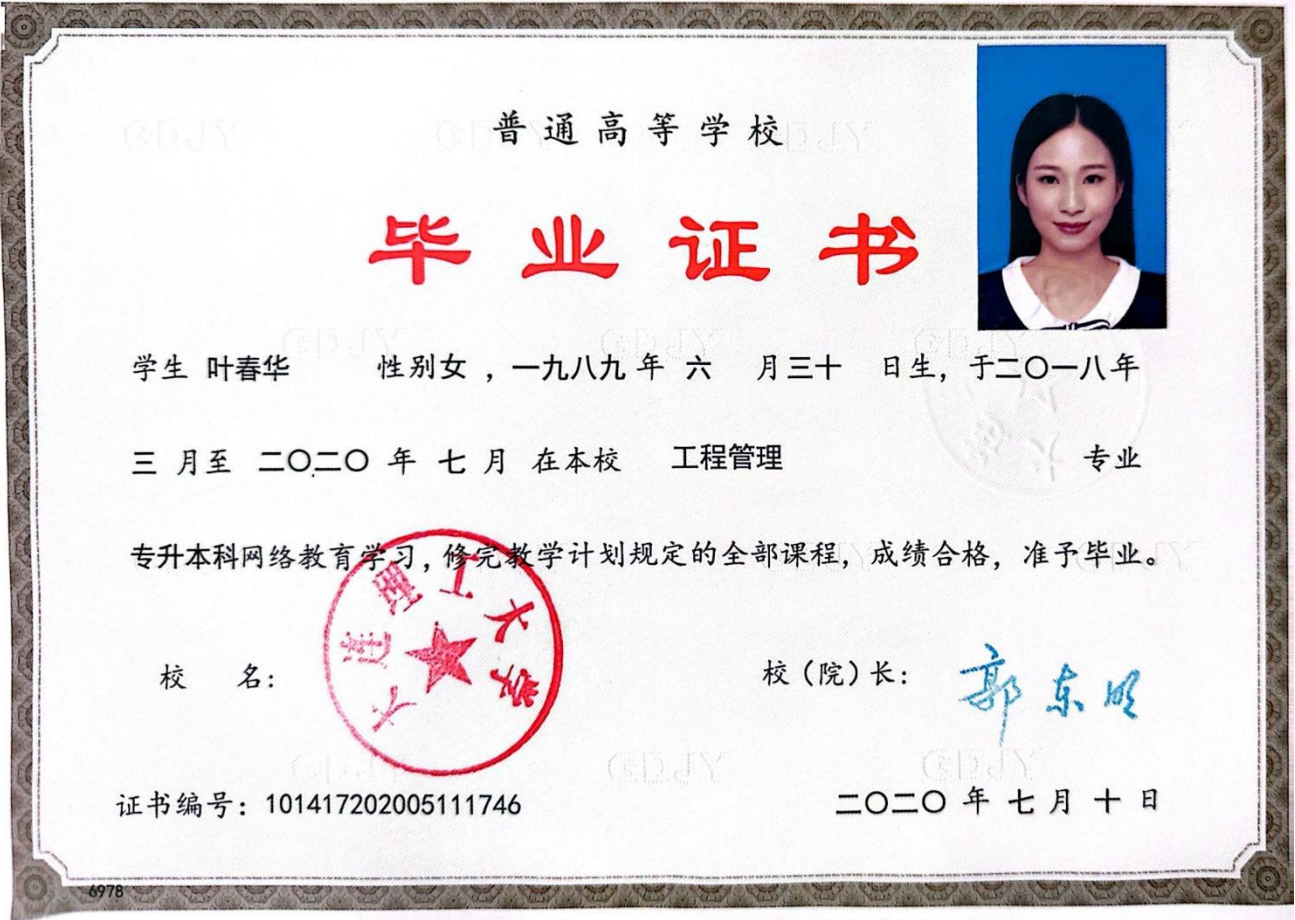 普通高等学校
毕业证书
学生 叶春华 性别女 ，一九八九 年 六 月三十 日生，于二〇一八年
三 月至 二〇二〇 年 七 月 在本校 工程管理 专业
专升本科网络教育学习，修完教学计划规定的全部课程，成绩合格，准予毕业。
大连理工大学
校 名：
校（院）长：郭东明
证书编号：101417202005111746
二〇二〇 年 七 月 十 日
6978